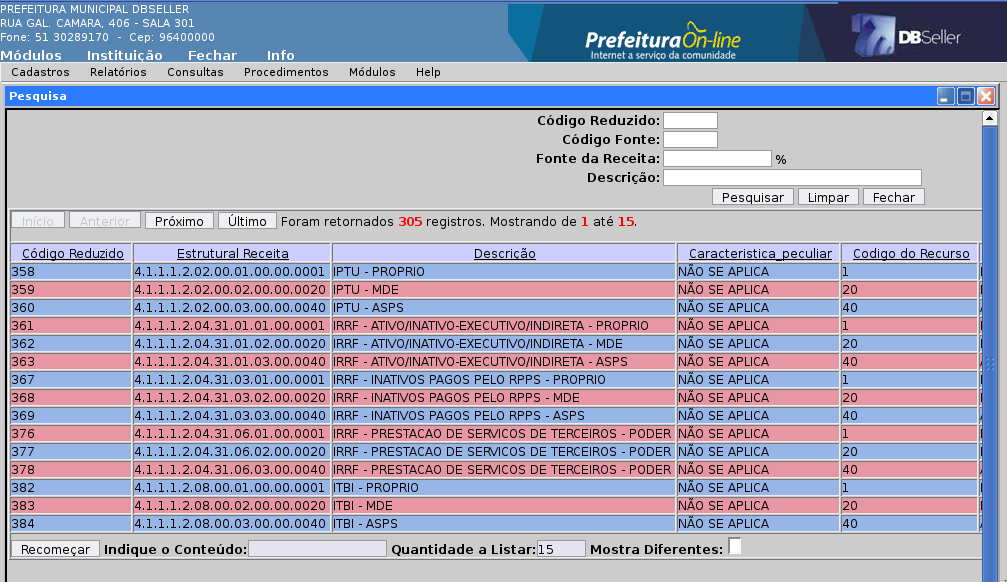 PREFEITURA MUNICIPAL DBSELLER
RUA GAL. CAMARA, 406 - SALA 301
Fone: 51 30289170 - Cep: 96400000
Módulos Instituição Fechar Info
PrefeituraOn-line
Internet a serviço da comunidade
DBSeller
Cadastros Relatórios Consultas Procedimentos Módulos Help
Pesquisa
Código Reduzido:
Código Fonte:
Fonte da Receita: %
Descrição:
Pesquisar Limpar Fechar
Início Anterior Próximo Último Foram retornados 305 registros. Mostrando de 1 até 15.
Código Reduzido Estrutural Receita Descrição Caracteristica_peculiar Codigo do Recurso
358 4.1.1.1.2.02.00.01.00.00.0001 IPTU - PROPRIO NÃO SE APLICA 1
359 4.1.1.1.2.02.00.02.00.00.0020 IPTU - MDE NÃO SE APLICA 20
360 4.1.1.1.2.02.00.03.00.00.0040 IPTU - ASPS NÃO SE APLICA 40
361 4.1.1.1.2.04.31.01.01.00.0001 IRRF - ATIVO/INATIVO-EXECUTIVO/INDIRETA - PROPRIO NÃO SE APLICA 1
362 4.1.1.1.2.04.31.01.02.00.0020 IRRF - ATIVO/INATIVO-EXECUTIVO/INDIRETA - MDE NÃO SE APLICA 20
363 4.1.1.1.2.04.31.01.03.00.0040 IRRF - ATIVO/INATIVO-EXECUTIVO/INDIRETA - ASPS NÃO SE APLICA 40
367 4.1.1.1.2.04.31.03.01.00.0001 IRRF - INATIVOS PAGOS PELO RPPS - PROPRIO NÃO SE APLICA 1
368 4.1.1.1.2.04.31.03.02.00.0020 IRRF - INATIVOS PAGOS PELO RPPS - MDE NÃO SE APLICA 20
369 4.1.1.1.2.04.31.03.03.00.0040 IRRF - INATIVOS PAGOS PELO RPPS - ASPS NÃO SE APLICA 40
376 4.1.1.1.2.04.31.06.01.00.0001 IRRF - PRESTACAO DE SERVICOS DE TERCEIROS - PODER NÃO SE APLICA 1
377 4.1.1.1.2.04.31.06.02.00.0020 IRRF - PRESTACAO DE SERVICOS DE TERCEIROS - PODER NÃO SE APLICA 20
378 4.1.1.1.2.04.31.06.03.00.0040 IRRF - PRESTACAO DE SERVICOS DE TERCEIROS - PODER NÃO SE APLICA 40
382 4.1.1.1.2.08.00.01.00.00.0001 ITBI - PROPRIO NÃO SE APLICA 1
383 4.1.1.1.2.08.00.02.00.00.0020 ITBI - MDE NÃO SE APLICA 20
384 4.1.1.1.2.08.00.03.00.00.0040 ITBI - ASPS NÃO SE APLICA 40
Recomeçar Indique o Conteúdo: Quantidade a Listar: 15 Mostra Diferentes: